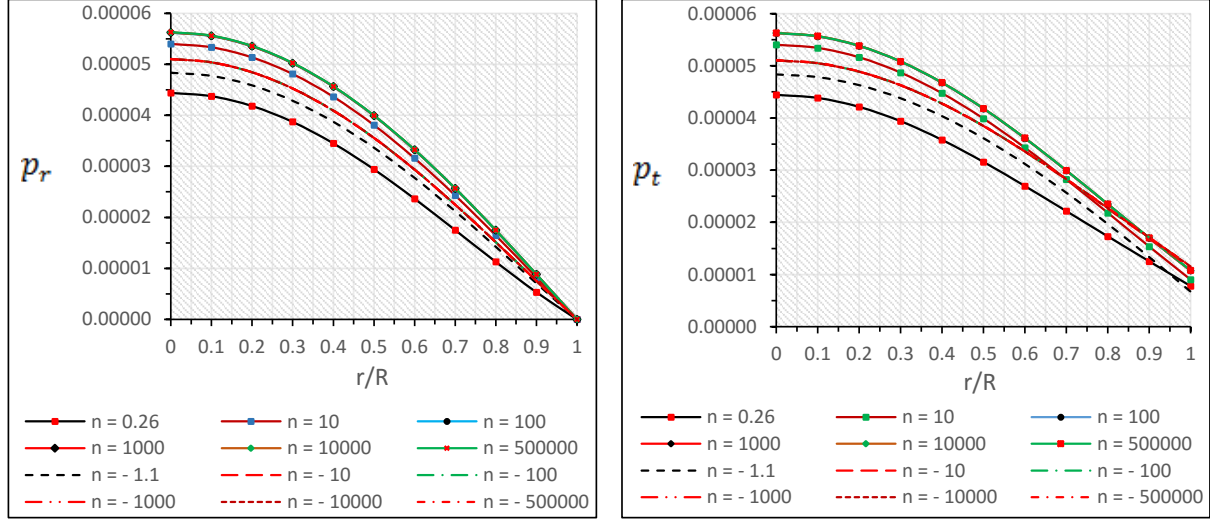 0.00006
0.00005
0.00004
p_r
0.00003
0.00002
0.00001
0.00000
0 0.1 0.2 0.3 0.4 0.5 0.6 0.7 0.8 0.9 1
r/R
n = 0.26 n = 10 n = 100
n = 1000 n = 10000 n = 500000
n = - 1.1 n = - 10 n = - 100
n = - 1000 n = - 10000 n = - 500000
0.00006
0.00005
0.00004
p_t
0.00003
0.00002
0.00001
0.00000
0 0.1 0.2 0.3 0.4 0.5 0.6 0.7 0.8 0.9 1
r/R
n = 0.26 n = 10 n = 100
n = 1000 n = 10000 n = 500000
n = - 1.1 n = - 10 n = - 100
n = - 1000 n = - 10000 n = - 500000